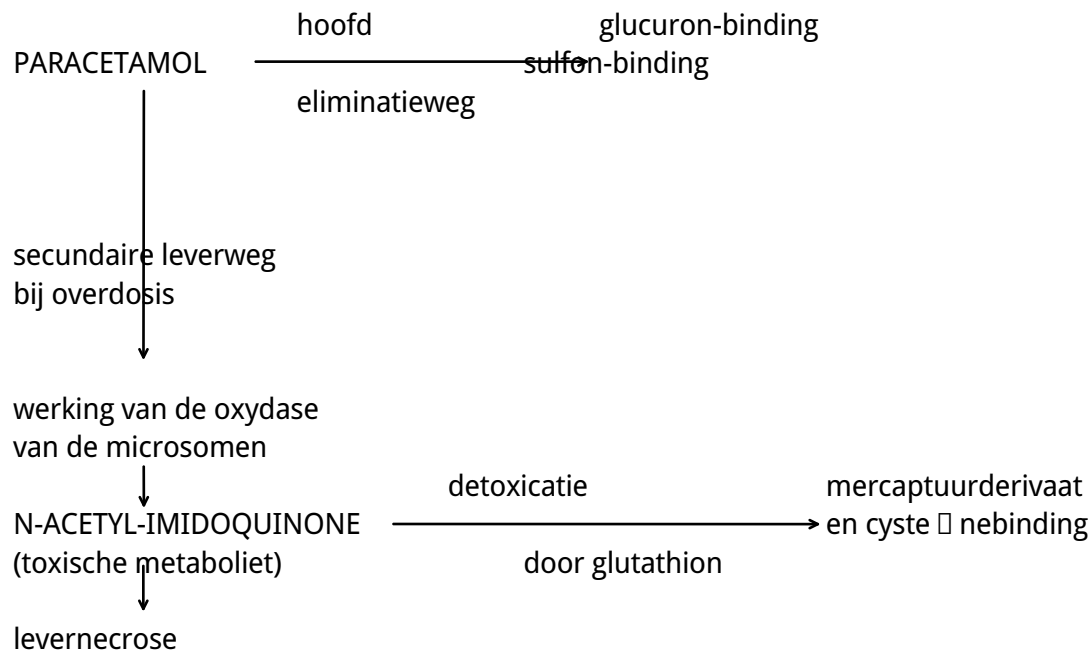 hoofd glucuron-binding
PARACETAMOL sulfon-binding
eliminatieweg
secundaire leverweg
bij overdosis
werking van de oxydase
van de microsomen
detoxicatie mercaptuurderivaat
N-ACETYL-IMIDOQUINONE en cyste▯nebinding
(toxische metaboliet) door glutathion
levernecrose